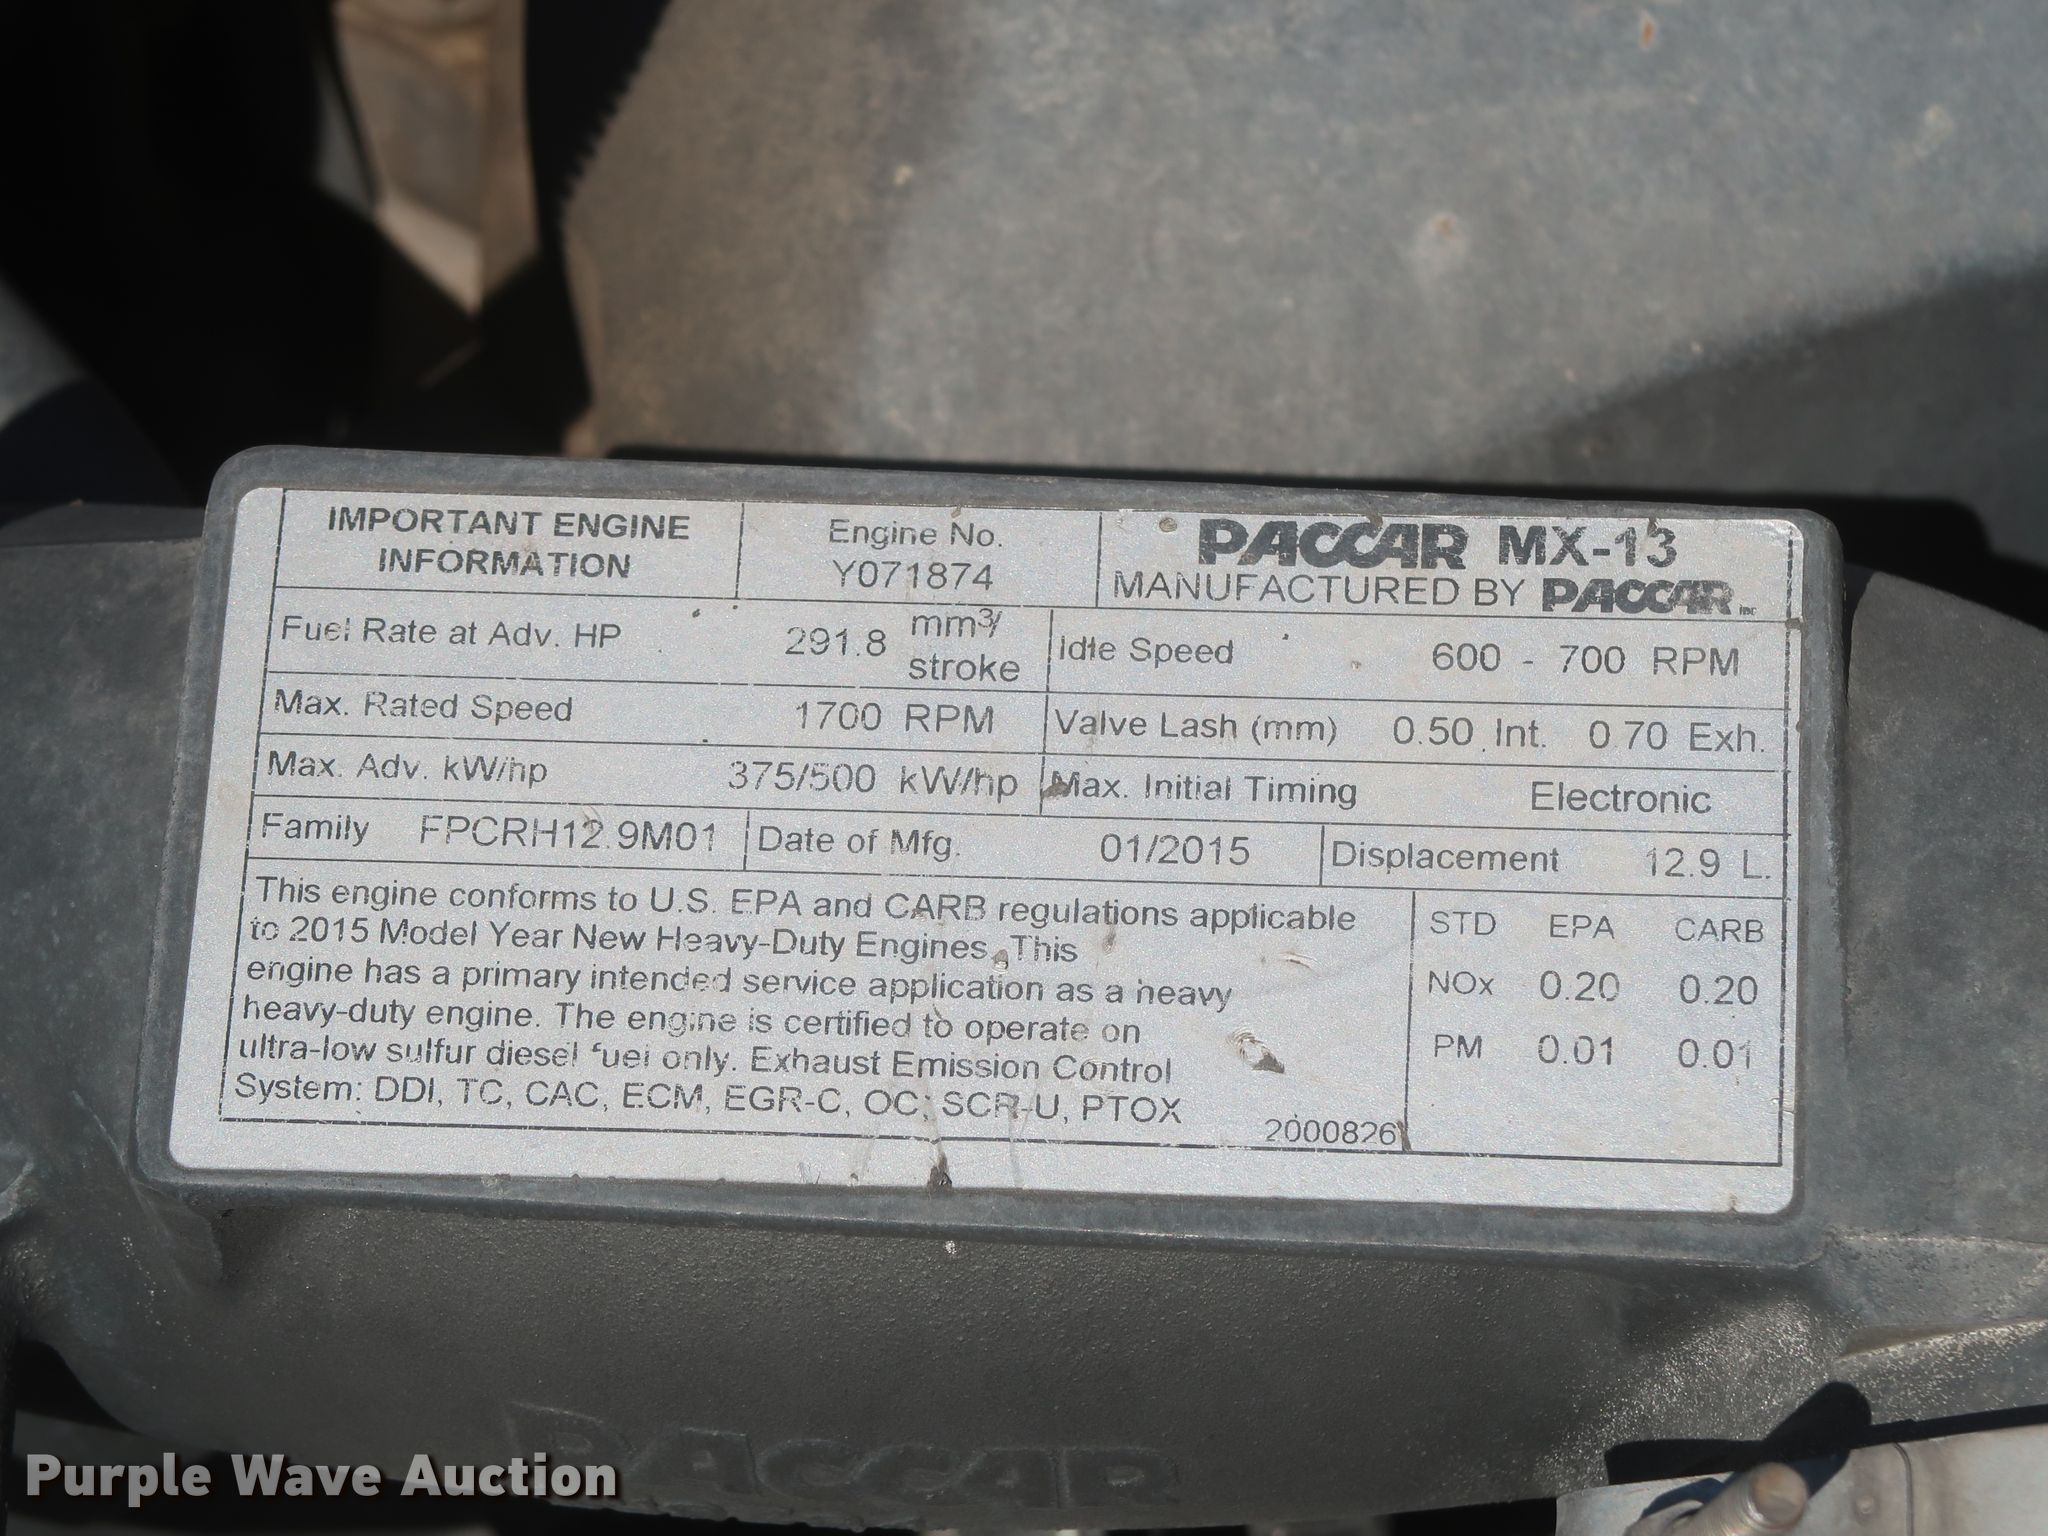 IMPORTANT ENGINE
INFORMATION
Engine No.
Y071874
PACCAR MX-13
MANUFACTURED BY PACCAR inc
Fuel Rate at Adv. HP 291.8 mm³/
stroke
Idle Speed 600 - 700 RPM
Max. Rated Speed 1700 RPM
Valve Lash (mm) 0.50 Int. 0.70 Exh.
Max. Adv. kW/hp 375/500 kW/hp
Max. Initial Timing Electronic
Family FPCRH12.9M01
Date of Mfg. 01/2015
Displacement 12.9 L.
This engine conforms to U.S. EPA and CARB regulations applicable
to 2015 Model Year New Heavy-Duty Engines. This
engine has a primary intended service application as a heavy
heavy-duty engine. The engine is certified to operate on
ultra-low sulfur diesel fuel only. Exhaust Emission Control
System: DDI, TC, CAC, ECM, EGR-C, OC, SCR-U, PTOX
2000826
STD EPA CARB
NOx 0.20 0.20
PM 0.01 0.01
PACCAR
Purple Wave Auction